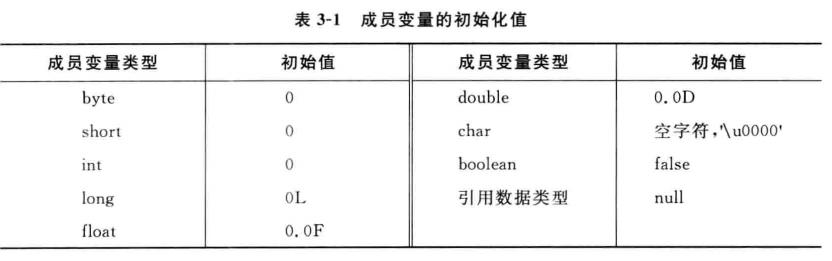 表 3-1 成员变量的初始化值
成员变量类型 初始值 成员变量类型 初始值
byte 0 double 0.0D
short 0 char 空字符,'\u0000'
int 0 boolean false
long 0L 引用数据类型 null
float 0.0F